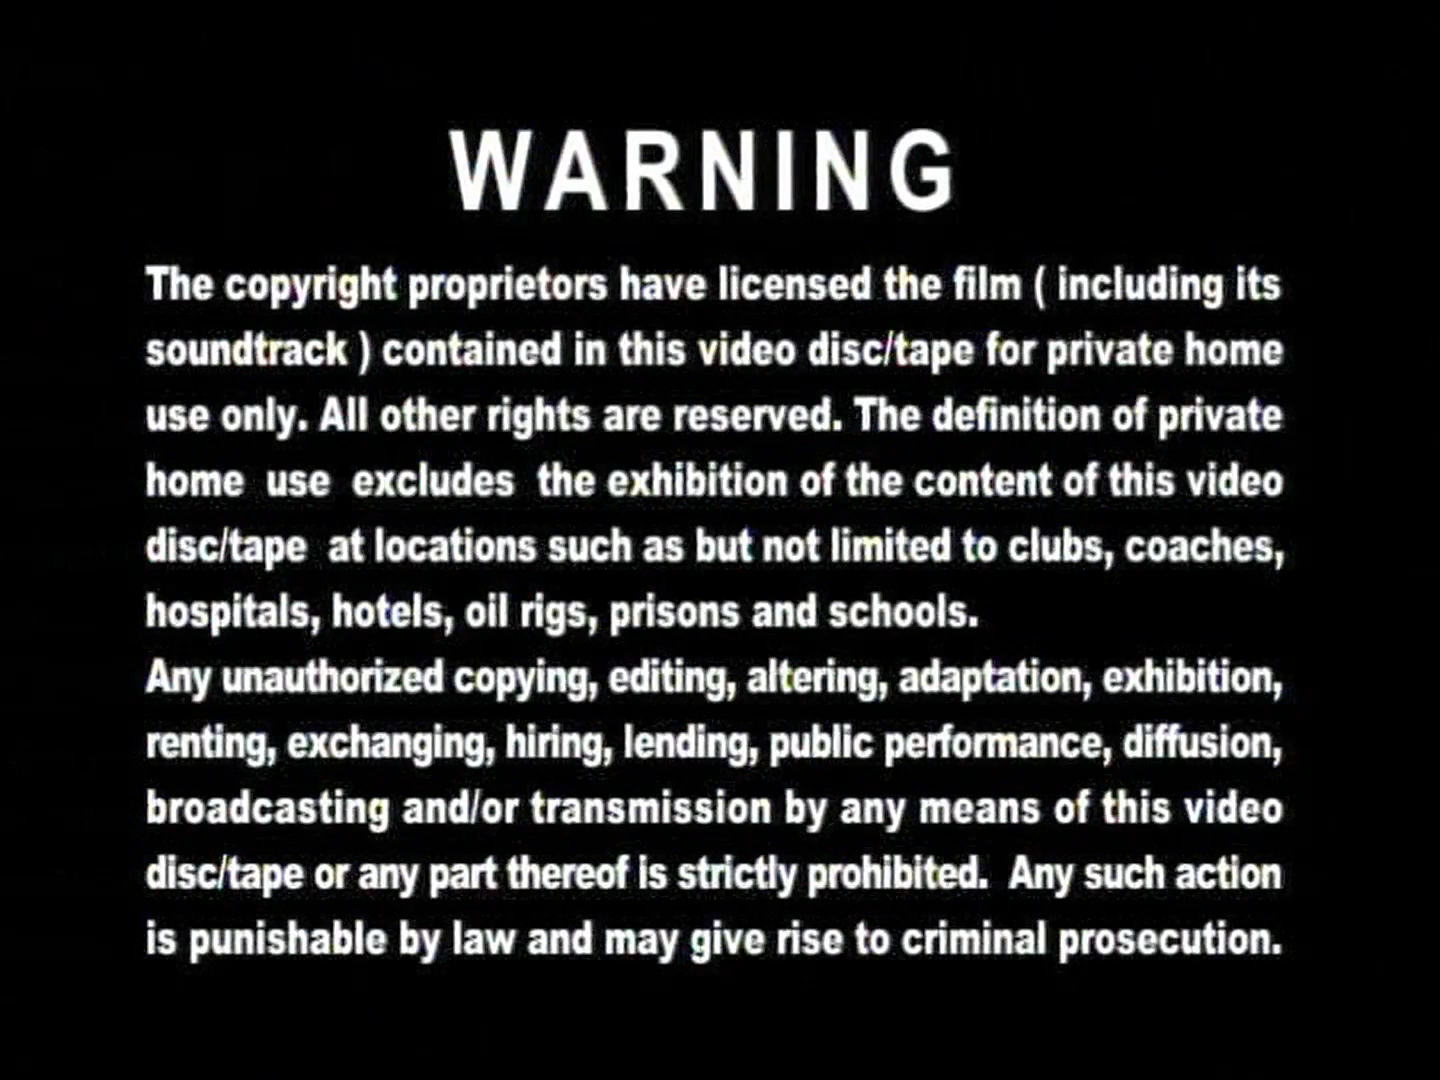 WARNING
The copyright proprietors have licensed the film ( including its
soundtrack ) contained in this video disc/tape for private home
use only. All other rights are reserved. The definition of private
home use excludes the exhibition of the content of this video
disc/tape at locations such as but not limited to clubs, coaches,
hospitals, hotels, oil rigs, prisons and schools.
Any unauthorized copying, editing, altering, adaptation, exhibition,
renting, exchanging, hiring, lending, public performance, diffusion,
broadcasting and/or transmission by any means of this video
disc/tape or any part thereof is strictly prohibited. Any such action
is punishable by law and may give rise to criminal prosecution.